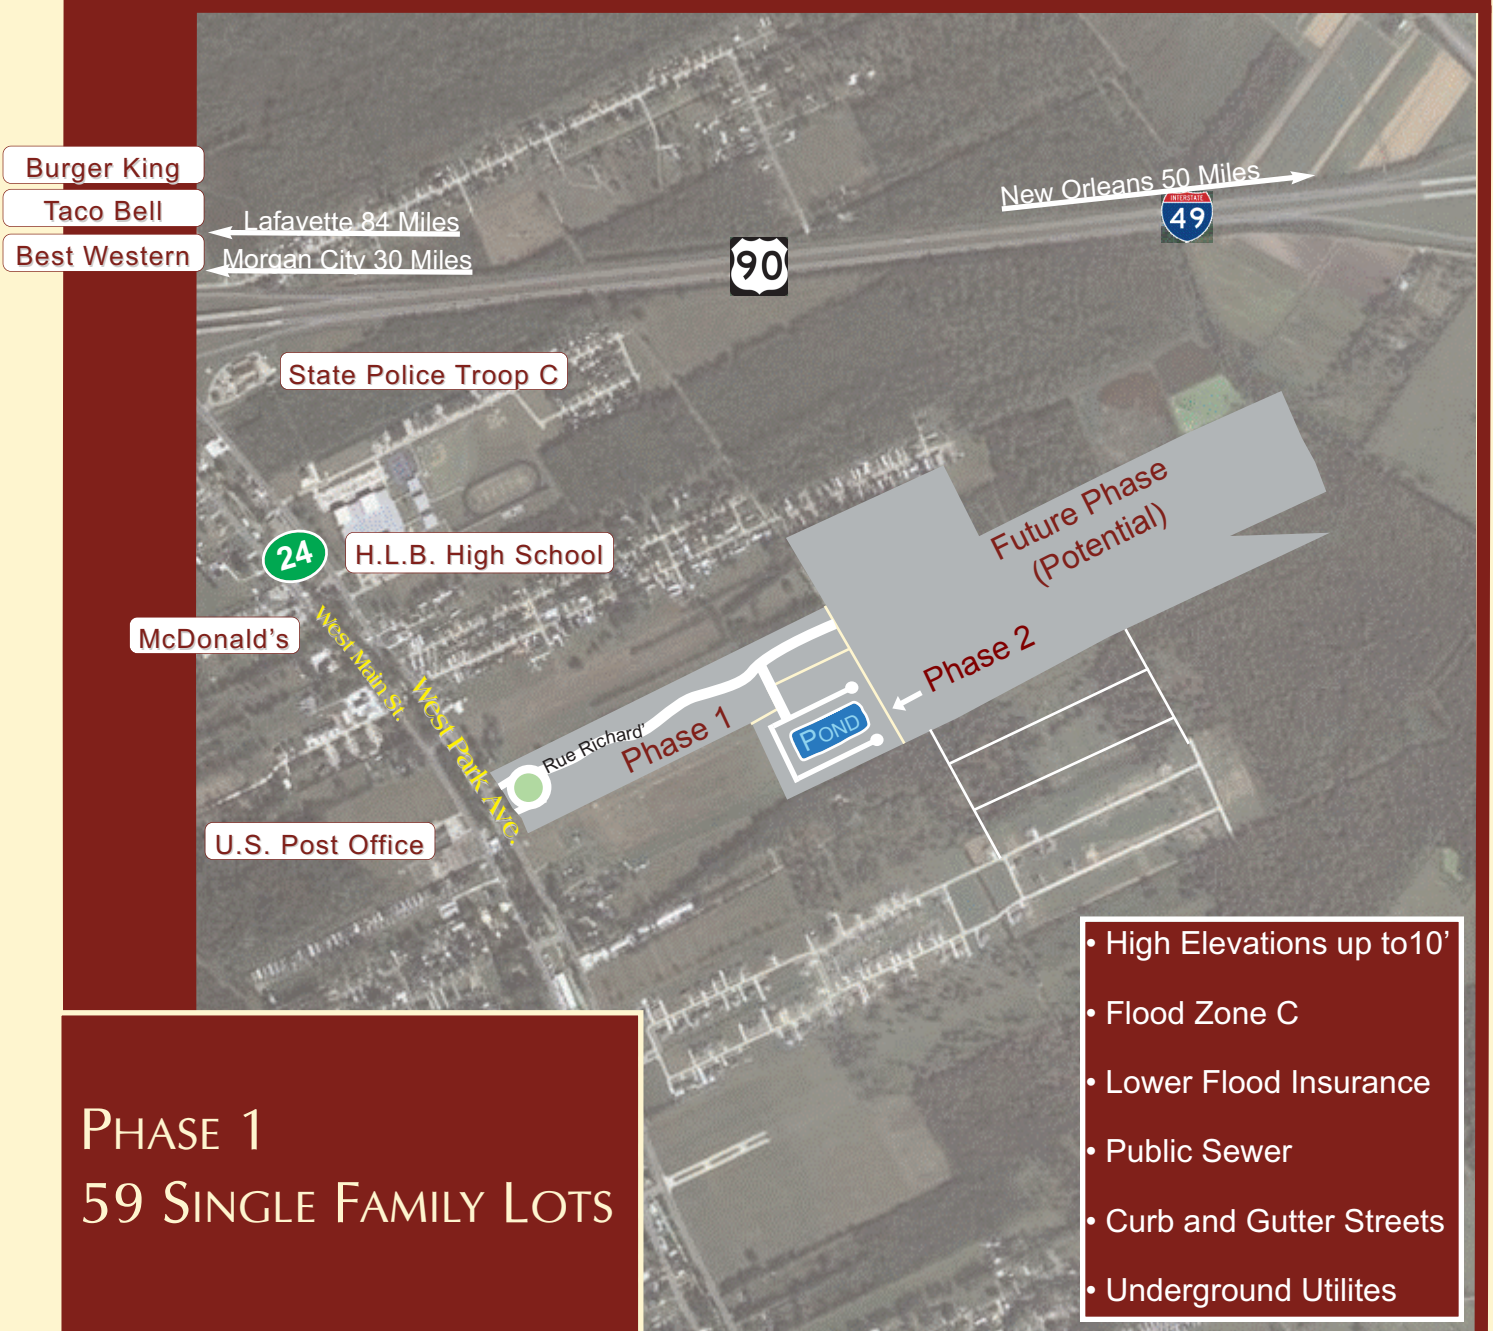 Burger King
Taco Bell
Best Western
Lafayette 84 Miles
Morgan City 30 Miles
New Orleans 50 Miles
INTERSTATE
49
90
State Police Troop C
24
H.L.B. High School
McDonald's
West Main St.
West Park Ave.
U.S. Post Office
Rue Richard'
Phase 1
POND
Phase 2
Future Phase
(Potential)
• High Elevations up to10’
• Flood Zone C
• Lower Flood Insurance
• Public Sewer
• Curb and Gutter Streets
• Underground Utilites
PHASE 1
59 SINGLE FAMILY LOTS